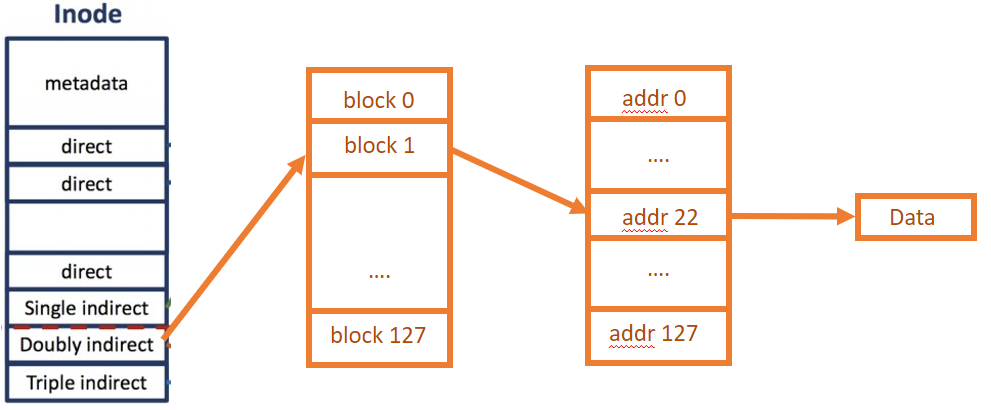 Inode
metadata
direct
direct
direct
Single indirect
Doubly indirect
Triple indirect
block 0
block 1
....
block 127
addr 0
....
addr 22
....
addr 127
Data